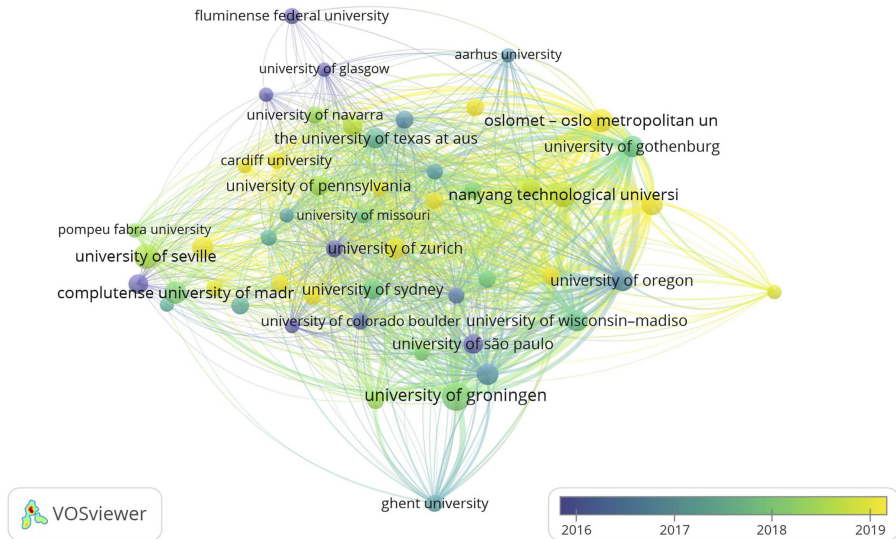 fluminense federal university
aarhus university
university of glasgow
university of navarra
oslomet – oslo metropolitan un
the university of texas at aus
university of gothenburg
cardiff university
university of pennsylvania
nanyang technological universi
university of missouri
pompeu fabra university
university of zurich
university of seville
university of oregon
complutense university of madr
university of sydney
university of colorado boulder
university of wisconsin–madiso
university of são paulo
university of groningen
ghent university
VOSviewer
2016 2017 2018 2019